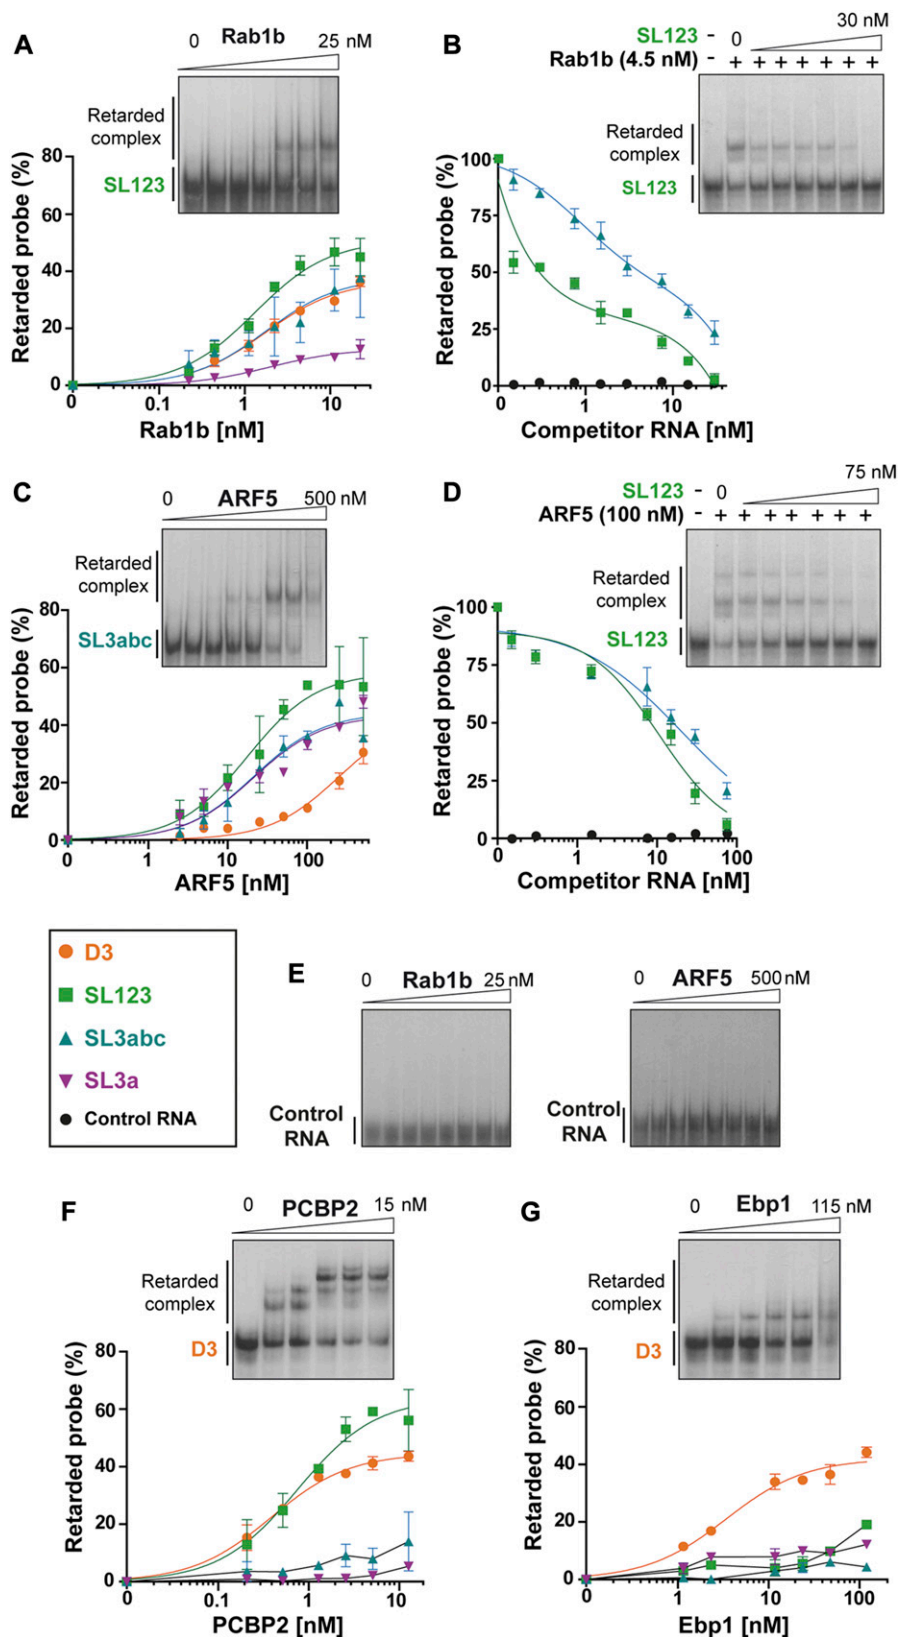 A
0 Rab1b 25 nM
Retarded
complex
SL123
80
60
40
20
0
Retarded probe (%)
0 0.1 1 10
Rab1b [nM]
B
30 nM
SL123 - 0
Rab1b (4.5 nM) - + + + + + + +
Retarded
complex
SL123
100
75
50
25
0
Retarded probe (%)
0 1 10
Competitor RNA [nM]
C
0 ARF5 500 nM
Retarded
complex
SL3abc
80
60
40
20
0
Retarded probe (%)
0 1 10 100
ARF5 [nM]
D
75 nM
SL123 - 0
ARF5 (100 nM) - + + + + + + +
Retarded
complex
SL123
100
75
50
25
0
Retarded probe (%)
0 1 10 100
Competitor RNA [nM]
D3
SL123
SL3abc
SL3a
Control RNA
E
0 Rab1b 25 nM
Control
RNA
0 ARF5 500 nM
Control
RNA
F
0 PCBP2 15 nM
Retarded
complex
D3
80
60
40
20
0
Retarded probe (%)
0 0.1 1 10
PCBP2 [nM]
G
0 Ebp1 115 nM
Retarded
complex
D3
80
60
40
20
0
Retarded probe (%)
0 1 10 100
Ebp1 [nM]